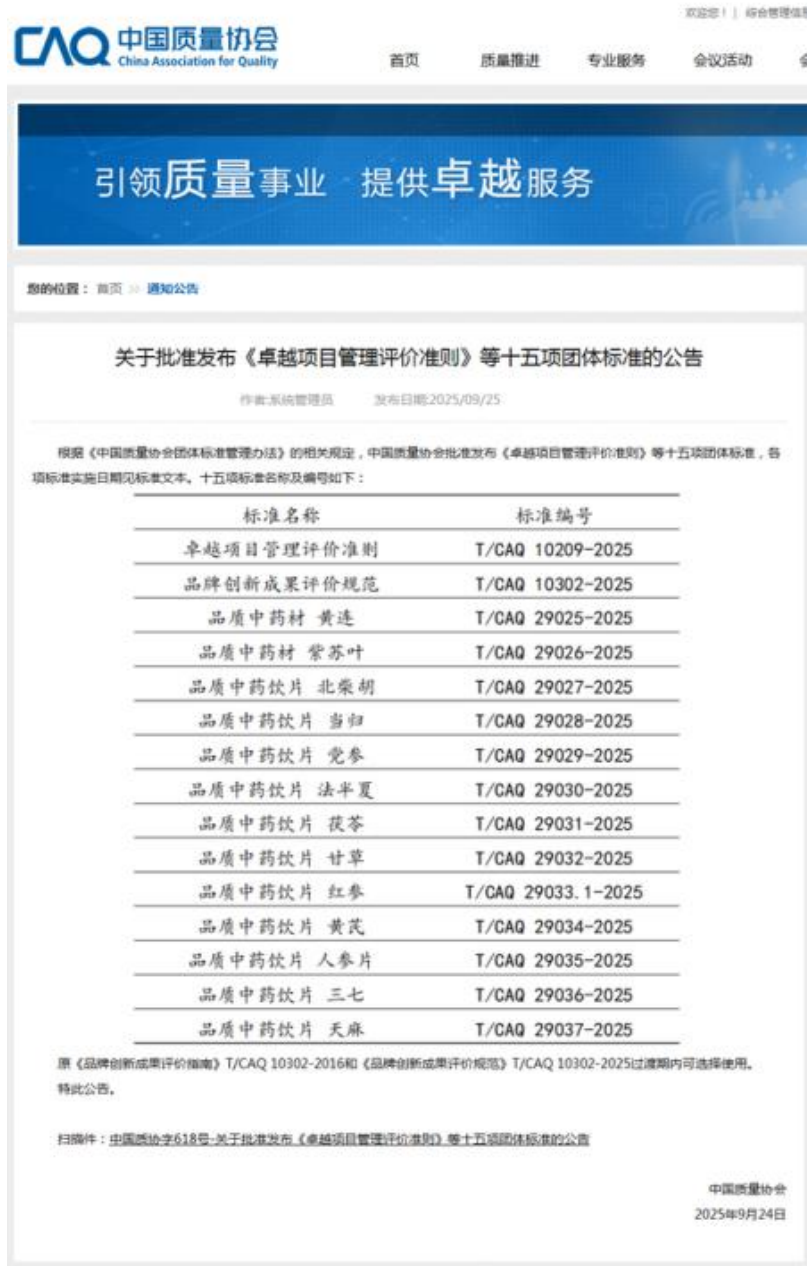 欢迎您！ | 综合管理信息
CAQ 中国质量协会
China Association for Quality
首页 质量推进 专业服务 会议活动
引领质量事业 提供卓越服务
您的位置： 首页 >> 通知公告
关于批准发布《卓越项目管理评价准则》等十五项团体标准的公告
作者:系统管理员 发布日期:2025/09/25
根据《中国质量协会团体标准管理办法》的相关规定，中国质量协会批准发布《卓越项目管理评价准则》等十五项团体标准，各
项标准实施日期见标准文本。十五项标准名称及编号如下：
标准名称 标准编号
卓越项目管理评价准则 T/CAQ 10209-2025
品牌创新成果评价规范 T/CAQ 10302-2025
品质中药材 黄连 T/CAQ 29025-2025
品质中药材 紫苏叶 T/CAQ 29026-2025
品质中药饮片 北柴胡 T/CAQ 29027-2025
品质中药饮片 当归 T/CAQ 29028-2025
品质中药饮片 党参 T/CAQ 29029-2025
品质中药饮片 法半夏 T/CAQ 29030-2025
品质中药饮片 茯苓 T/CAQ 29031-2025
品质中药饮片 甘草 T/CAQ 29032-2025
品质中药饮片 红参 T/CAQ 29033.1-2025
品质中药饮片 黄芪 T/CAQ 29034-2025
品质中药饮片 人参片 T/CAQ 29035-2025
品质中药饮片 三七 T/CAQ 29036-2025
品质中药饮片 天麻 T/CAQ 29037-2025
原《品牌创新成果评价指南》T/CAQ 10302-2016和《品牌创新成果评价规范》T/CAQ 10302-2025过渡期内可选择使用。
特此公告。
扫描件：中国质协字618号-关于批准发布《卓越项目管理评价准则》等十五项团体标准的公告
中国质量协会
2025年9月24日